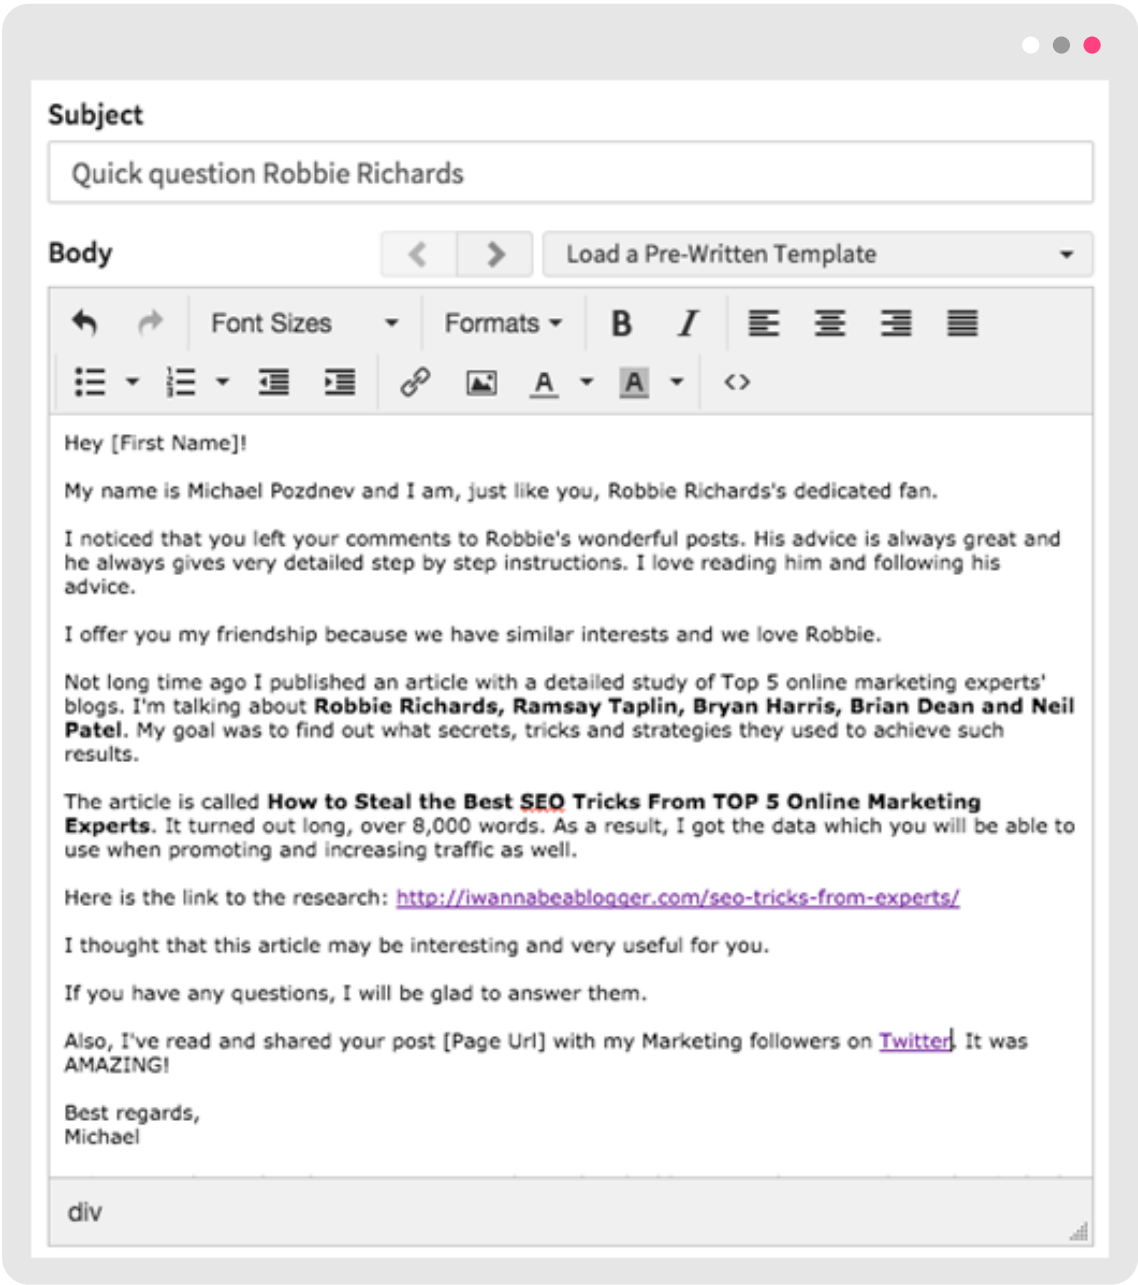 Subject
Quick question Robbie Richards
Body
Load a Pre-Written Template
Font Sizes Formats B I
A A <>
Hey [First Name]!
My name is Michael Pozdnev and I am, just like you, Robbie Richards's dedicated fan.
I noticed that you left your comments to Robbie's wonderful posts. His advice is always great and
he always gives very detailed step by step instructions. I love reading him and following his
advice.
I offer you my friendship because we have similar interests and we love Robbie.
Not long time ago I published an article with a detailed study of Top 5 online marketing experts'
blogs. I'm talking about Robbie Richards, Ramsay Taplin, Bryan Harris, Brian Dean and Neil
Patel. My goal was to find out what secrets, tricks and strategies they used to achieve such
results.
The article is called How to Steal the Best SEO Tricks From TOP 5 Online Marketing
Experts. It turned out long, over 8,000 words. As a result, I got the data which you will be able to
use when promoting and increasing traffic as well.
Here is the link to the research: http://iwannabeablogger.com/seo-tricks-from-experts/
I thought that this article may be interesting and very useful for you.
If you have any questions, I will be glad to answer them.
Also, I've read and shared your post [Page Url] with my Marketing followers on Twitter. It was
AMAZING!
Best regards,
Michael
div